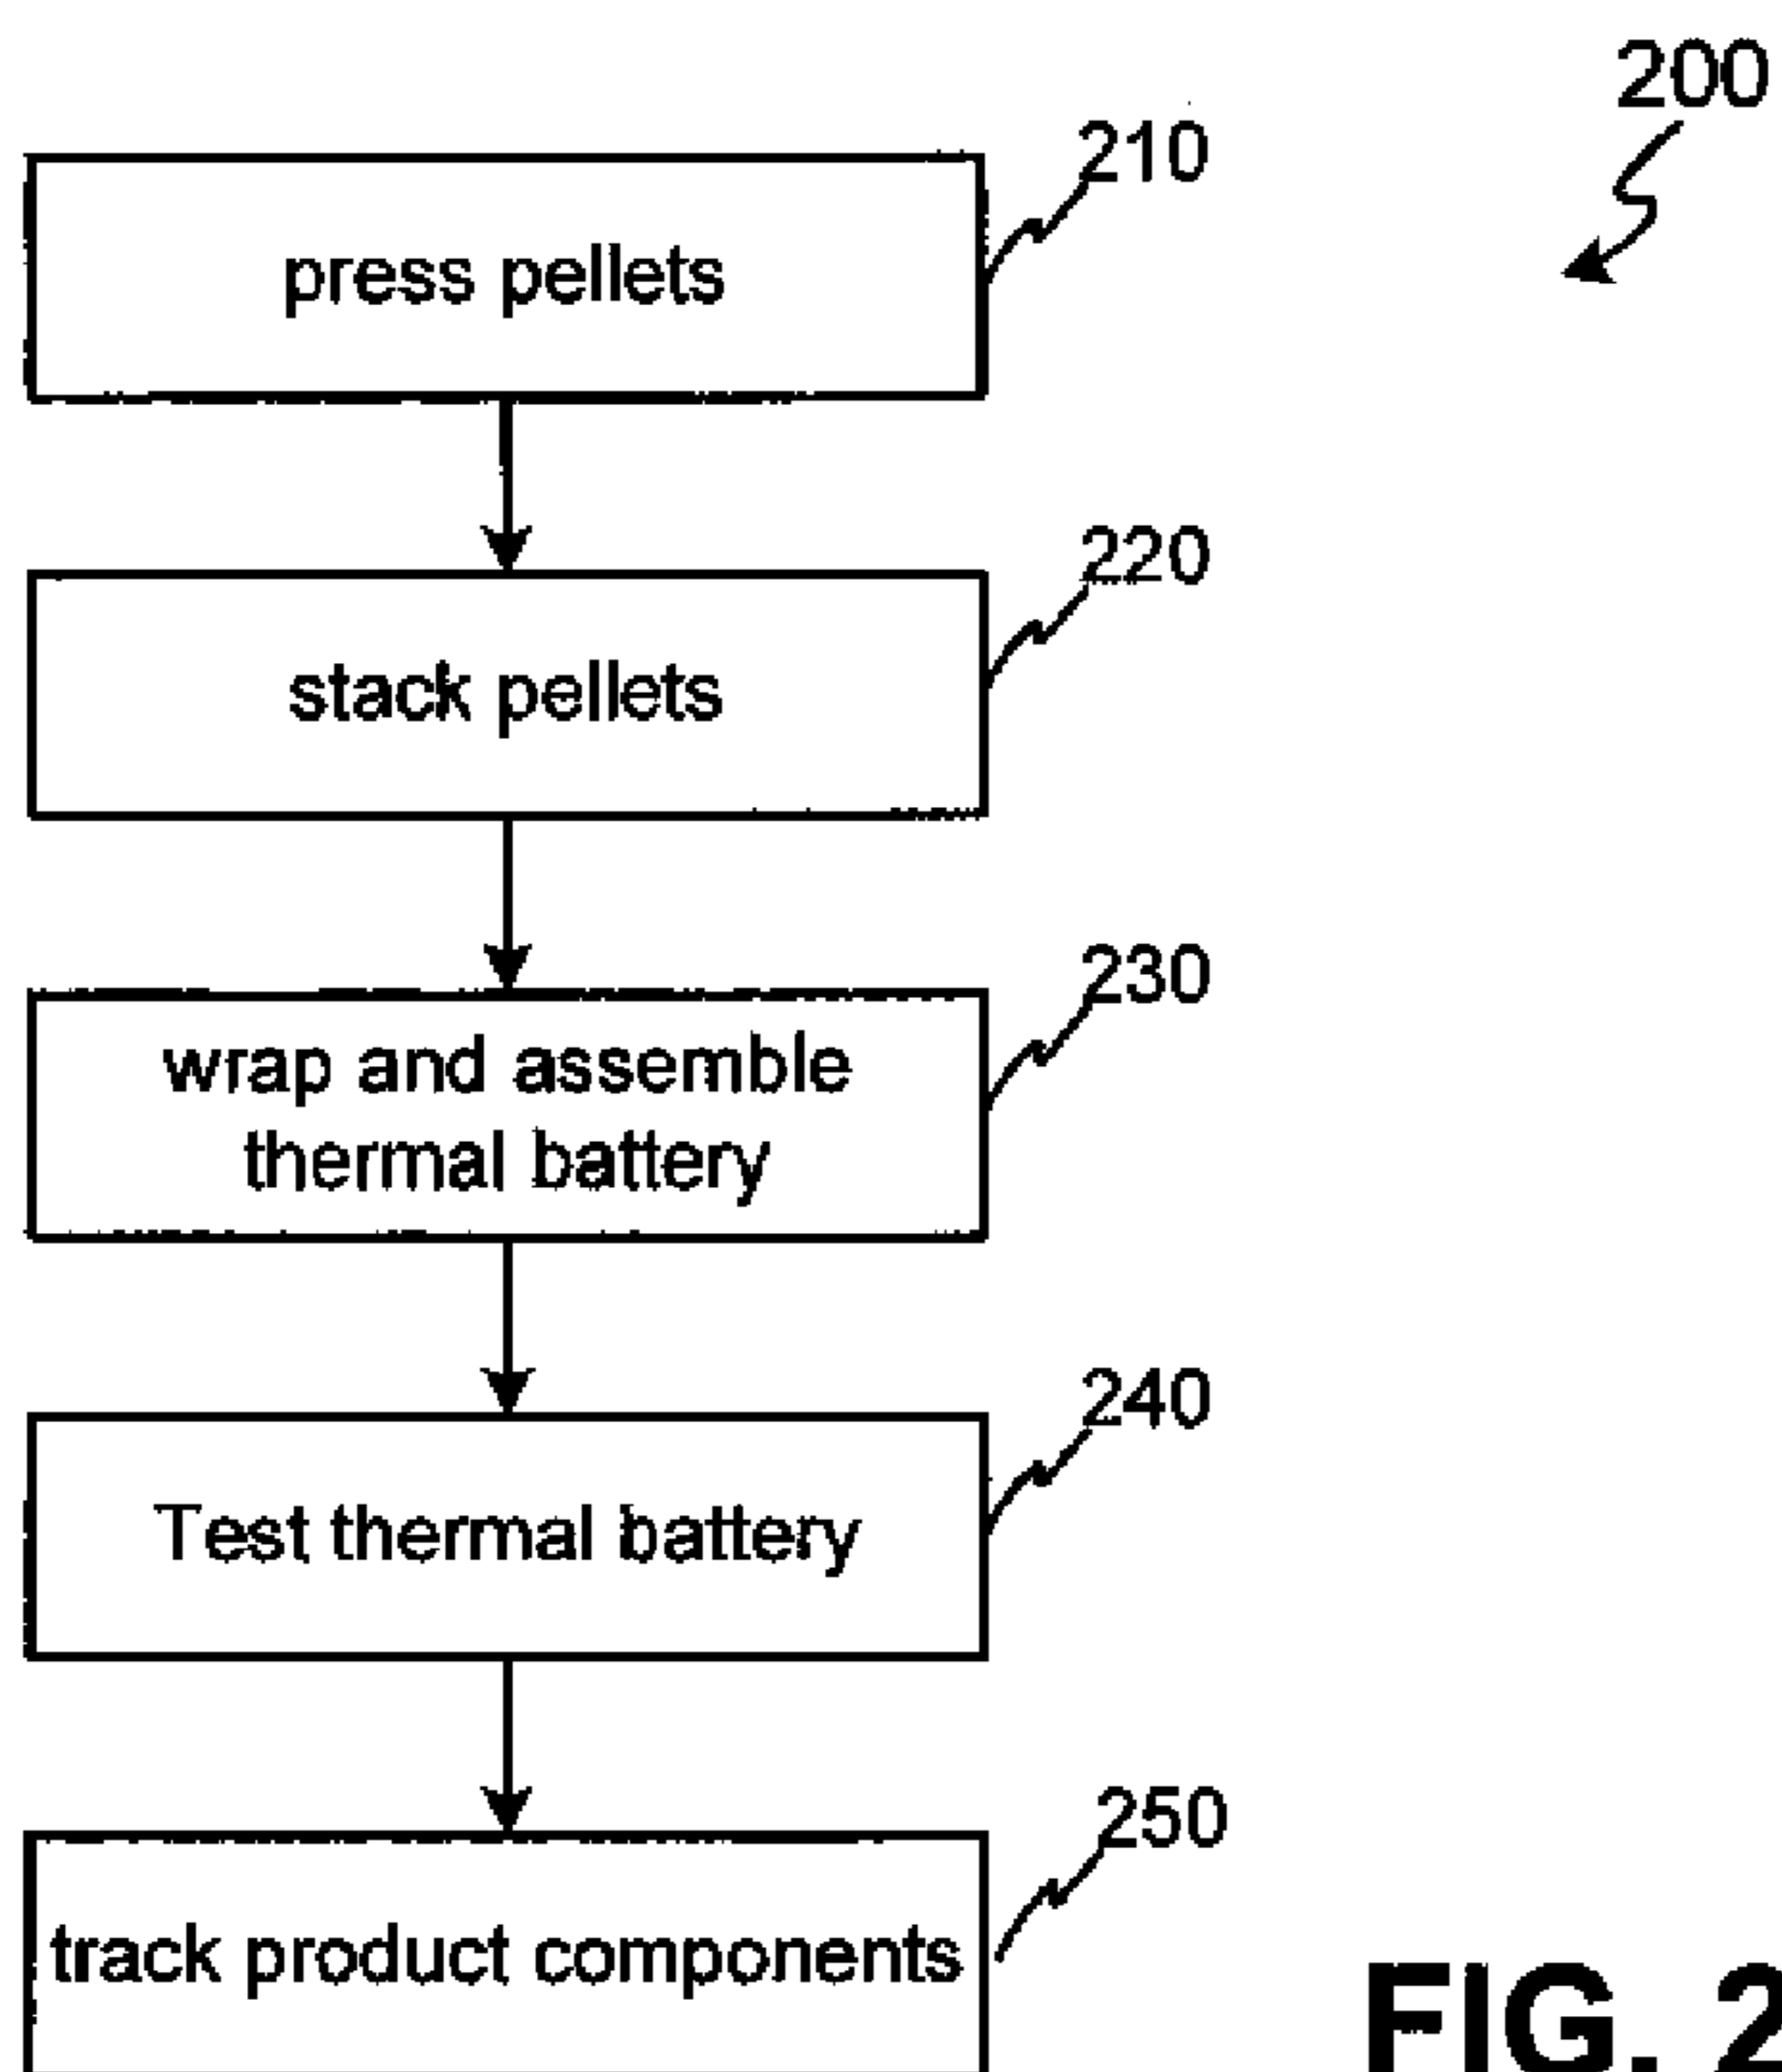 200
210
press pellets
220
stack pellets
230
wrap and assemble
thermal battery
240
Test thermal battery
250
track product components
FIG. 2